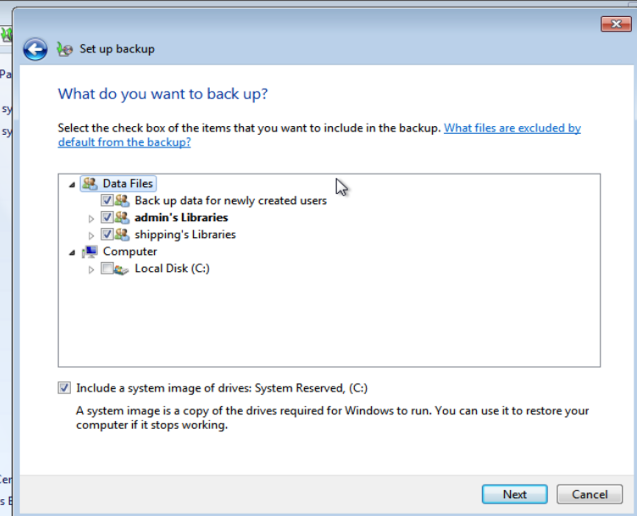 Set up backup
Pa
What do you want to back up?
sy
Select the check box of the items that you want to include in the backup. What files are excluded by
sy
default from the backup?
Data Files
Back up data for newly created users
admin's Libraries
shipping's Libraries
Computer
Local Disk (C:)
Include a system image of drives: System Reserved, (C:)
A system image is a copy of the drives required for Windows to run. You can use it to restore your
computer if it stops working.
Cer
s E
Next
Cancel